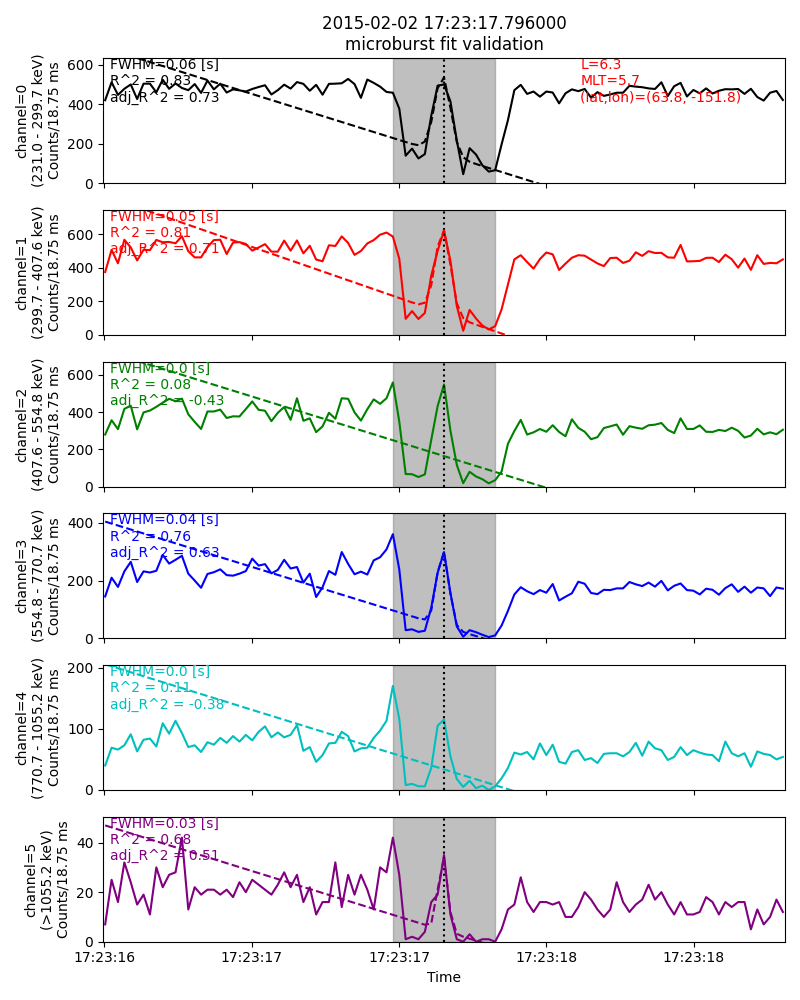 2015-02-02 17:23:17.796000
microburst fit validation
channel=0
(231.0 - 299.7 keV)
Counts/18.75 ms
600
400
200
0
FWHM=0.06 [s]
R^2 = 0.83
adj_R^2 = 0.73
L=6.3
MLT=5.7
(lat,lon)=(63.8, -151.8)
channel=1
(299.7 - 407.6 keV)
Counts/18.75 ms
600
400
200
0
FWHM=0.05 [s]
R^2 = 0.81
adj_R^2 = 0.71
channel=2
(407.6 - 554.8 keV)
Counts/18.75 ms
600
400
200
0
FWHM=0.0 [s]
R^2 = 0.08
adj_R^2 = -0.43
channel=3
(554.8 - 770.7 keV)
Counts/18.75 ms
400
200
0
FWHM=0.04 [s]
R^2 = 0.76
adj_R^2 = 0.63
channel=4
(770.7 - 1055.2 keV)
Counts/18.75 ms
200
100
0
FWHM=0.0 [s]
R^2 = 0.11
adj_R^2 = -0.38
channel=5
(>1055.2 keV)
Counts/18.75 ms
40
20
0
FWHM=0.03 [s]
R^2 = 0.68
adj_R^2 = 0.51
17:23:16
17:23:17
17:23:17
17:23:18
17:23:18
Time